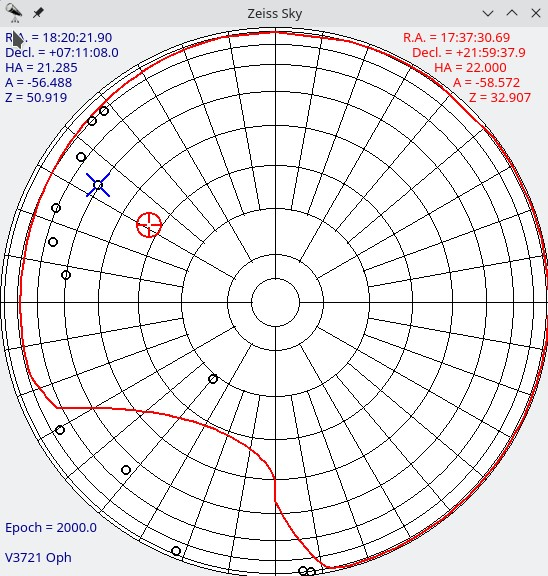 Zeiss Sky
R.A. = 18:20:21.90
Decl. = +07:11:08.0
HA = 21.285
A = -56.488
Z = 50.919
R.A. = 17:37:30.69
Decl. = +21:59:37.9
HA = 22.000
A = -58.572
Z = 32.907
Epoch = 2000.0
V3721 Oph